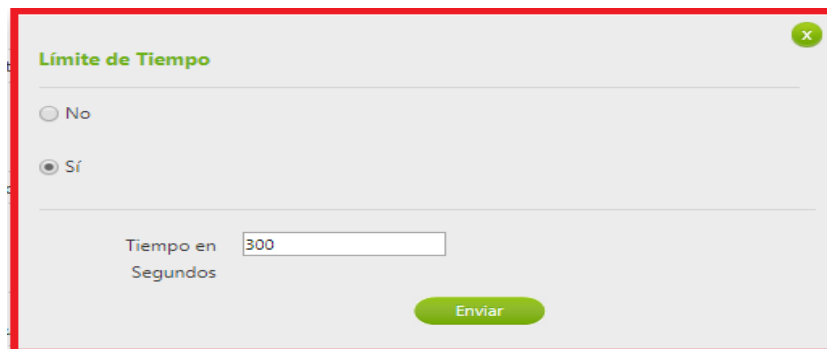 x
Límite de Tiempo
No
Sí
Tiempo en 300
Segundos
Enviar